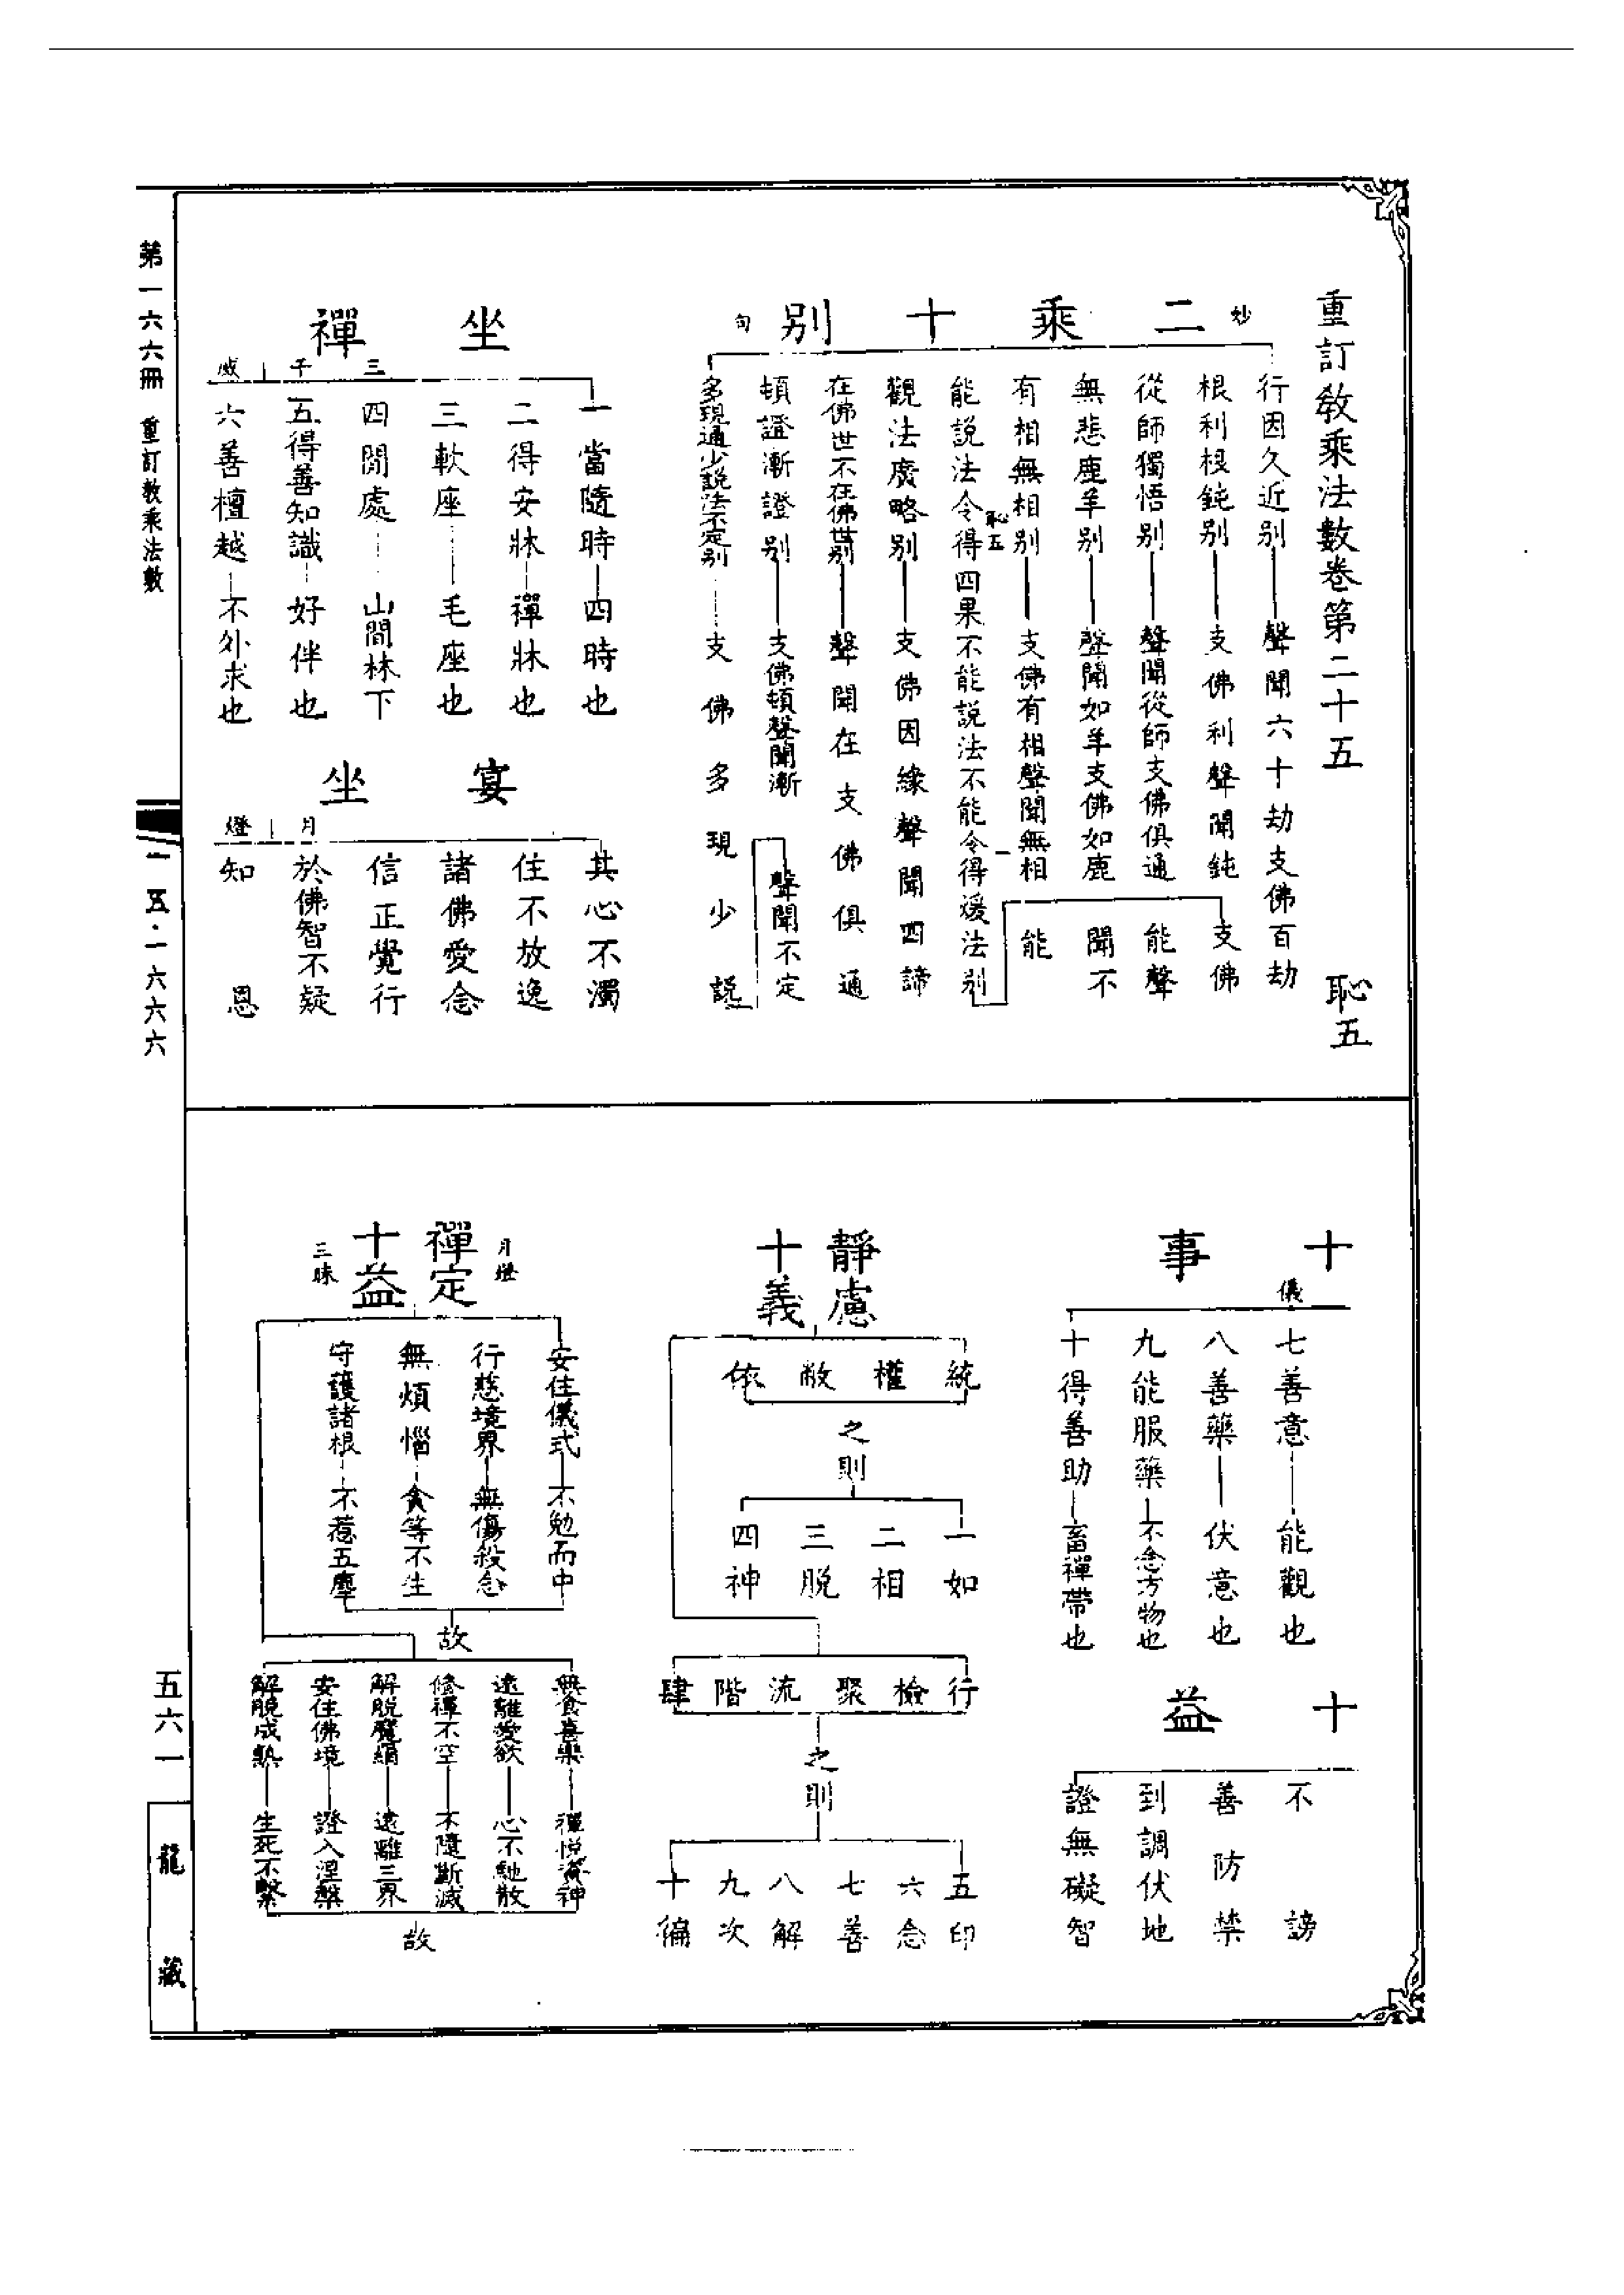 重訂教乘法數卷第二十五　恥五
二乘十別　妙句
行因久近別　聲聞六十劫支佛百劫
根利根鈍別　支佛利聲聞鈍
從師獨悟別　聲聞從師支佛俱通
無悲鹿羊別　聲聞如羊支佛如鹿
有相無相別　支佛有相聲聞無相
能說法令得四果不能說法不能令得煖法別　支佛能聲聞不能
恥五　一
觀法廣略別　支佛因緣聲聞四諦
在佛世不在佛世別　聲聞在支佛俱通
頓證漸證別　支佛頓聲聞漸
多現通少說法不定別　支佛多現少說聲聞不定
坐禪　三千威
一當隨時　四時也
二得安牀　禪牀也
三軟座　毛座也
四閒處　山間林下
五得善知識　好伴也
六善檀越　不外求也
宴坐　月燈
其心不濁
住不放逸
諸佛愛念
信正覺行
於佛智不疑
知恩
十事　儀
七善意　能觀也
八善藥　伏意也
九能服藥　不念方物也
十得善助　畜禪帶也
十益
不謗
善防禁
到調伏地
證無礙智
靜慮十義
統權敝依
之則
一如
二相
三脫
四神
行檢聚流階肆
之則
五印
六念
七善
八解
九次
十徧
禪定十益　月燈三昧
安住儀式　不勉而中
行慈境界　無傷殺念
無煩惱　貪等不生
守護諸根　不惹五塵
故
無食喜樂　禪悅資神
遠離愛欲　心不馳散
修禪不空　不隨斷滅
解脫魔羂　遠離三界
安住佛境　證入涅槃
解脫成熟　生死不繫
故
第一六六冊　重訂教乘法數
一五·一六六六
五六一
龍藏